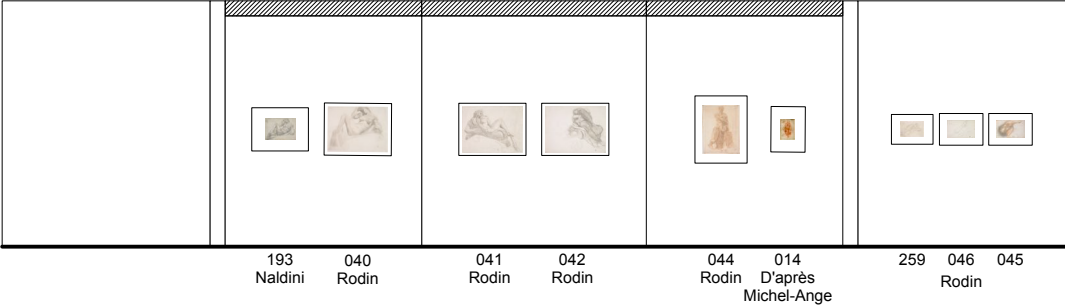 193 040 041 042 044 014 259 046 045
Naldini Rodin Rodin Rodin Rodin D'après Rodin
Michel-Ange